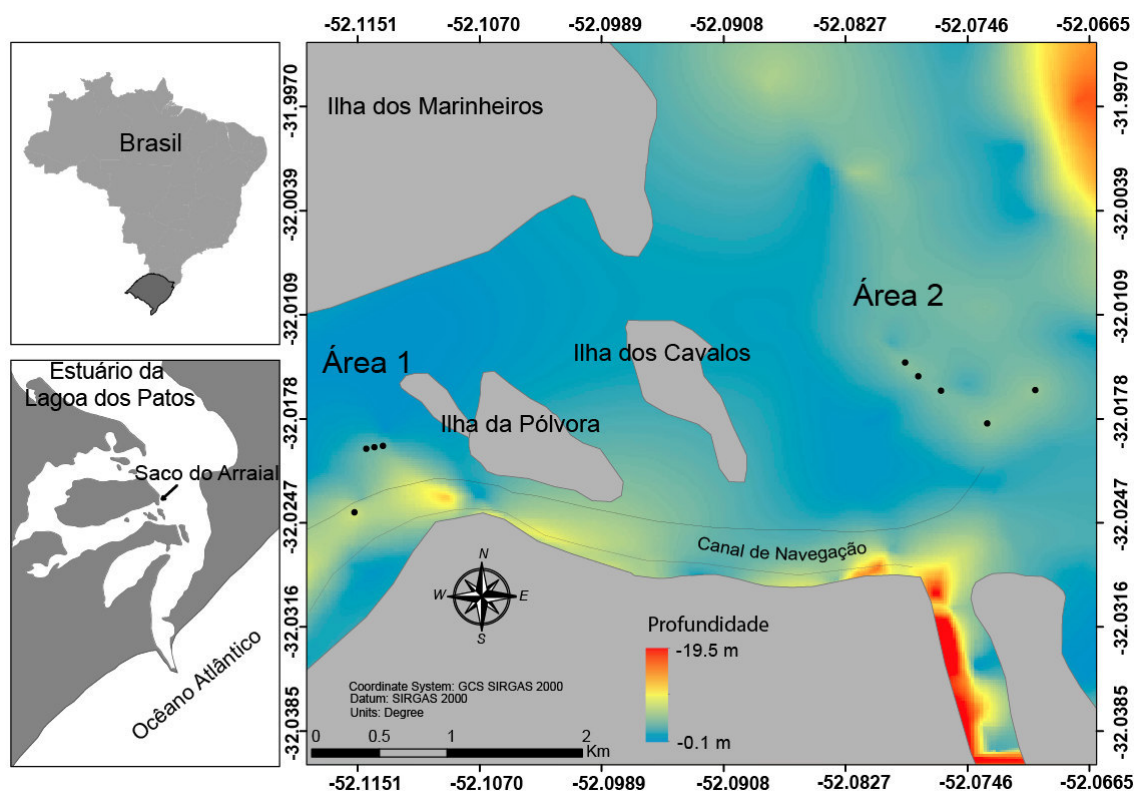 Brasil
Estuário da
Lagoa dos Patos
Saco do Arraial
Ocêano Atlântico
-52.1151 -52.1070 -52.0989 -52.0908 -52.0827 -52.0746 -52.0665
-31.9970
-32.0039
-32.0109
-32.0178
-32.0247
-32.0316
-32.0385
Ilha dos Marinheiros
Área 2
Área 1
Ilha dos Cavalos
Ilha da Pólvora
Canal de Navegação
N
W E
S
Profundidade
-19.5 m
-0.1 m
Coordinate System: GCS SIRGAS 2000
Datum: SIRGAS 2000
Units: Degree
0 0.5 1 2
Km
-31.9970
-32.0039
-32.0109
-32.0178
-32.0247
-32.0316
-32.0385
-52.1151 -52.1070 -52.0989 -52.0908 -52.0827 -52.0746 -52.0665